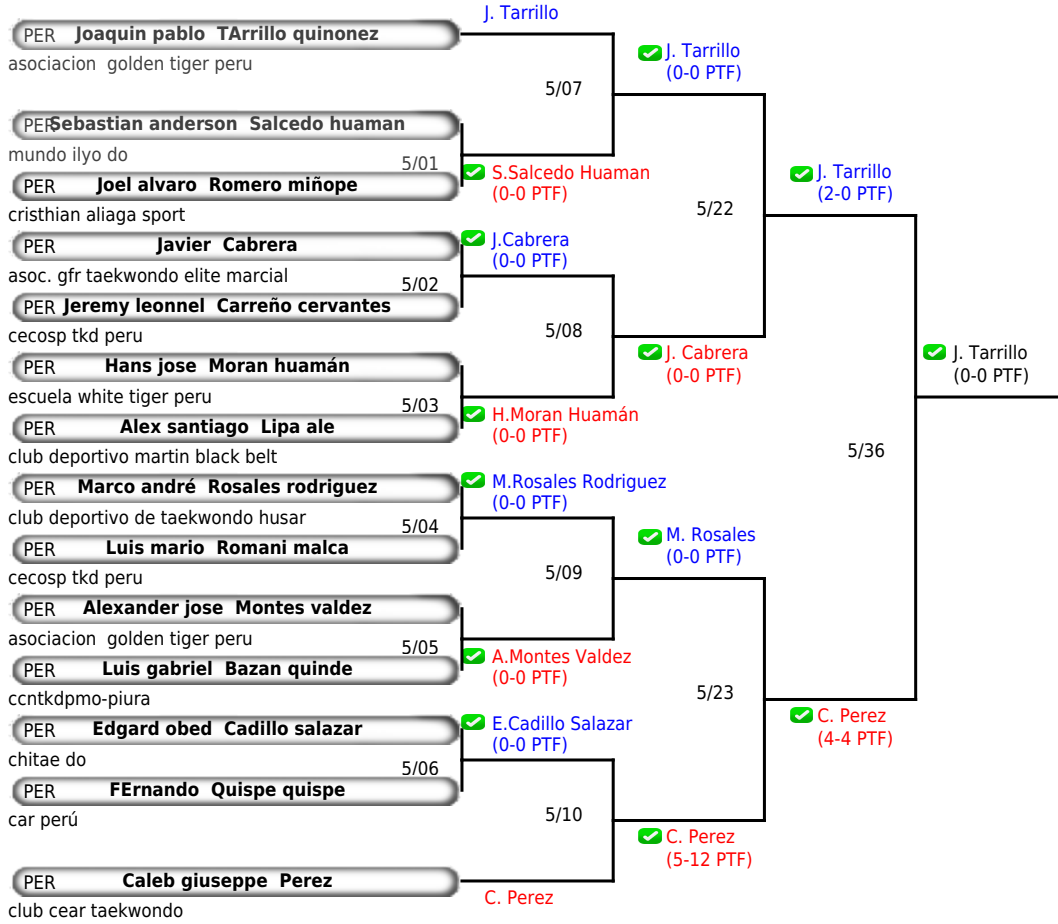 J. Tarrillo
PER Joaquin pablo TArrillo quinonez
asociacion golden tiger peru
J. Tarrillo
(0-0 PTF)
5/07
PER Sebastian anderson Salcedo huaman
mundo ilyo do
5/01
S.Salcedo Huaman
(0-0 PTF)
PER Joel alvaro Romero miñope
cristhian aliaga sport
J. Tarrillo
(2-0 PTF)
5/22
PER Javier Cabrera
asoc. gfr taekwondo elite marcial
J.Cabrera
(0-0 PTF)
5/02
PER Jeremy leonnel Carreño cervantes
cecosp tkd peru
5/08
J. Cabrera
(0-0 PTF)
PER Hans jose Moran huamán
escuela white tiger peru
5/03
H.Moran Huamán
(0-0 PTF)
PER Alex santiago Lipa ale
club deportivo martin black belt
J. Tarrillo
(0-0 PTF)
5/36
PER Marco andré Rosales rodriguez
club deportivo de taekwondo husar
M.Rosales Rodriguez
(0-0 PTF)
5/04
PER Luis mario Romani malca
cecosp tkd peru
M. Rosales
(0-0 PTF)
5/09
PER Alexander jose Montes valdez
asociacion golden tiger peru
5/05
A.Montes Valdez
(0-0 PTF)
PER Luis gabriel Bazan quinde
ccntkdpmo-piura
5/23
C. Perez
(4-4 PTF)
PER Edgard obed Cadillo salazar
chitae do
E.Cadillo Salazar
(0-0 PTF)
5/06
PER FErnando Quispe quispe
car perú
5/10
C. Perez
(5-12 PTF)
PER Caleb giuseppe Perez
club cear taekwondo
C. Perez